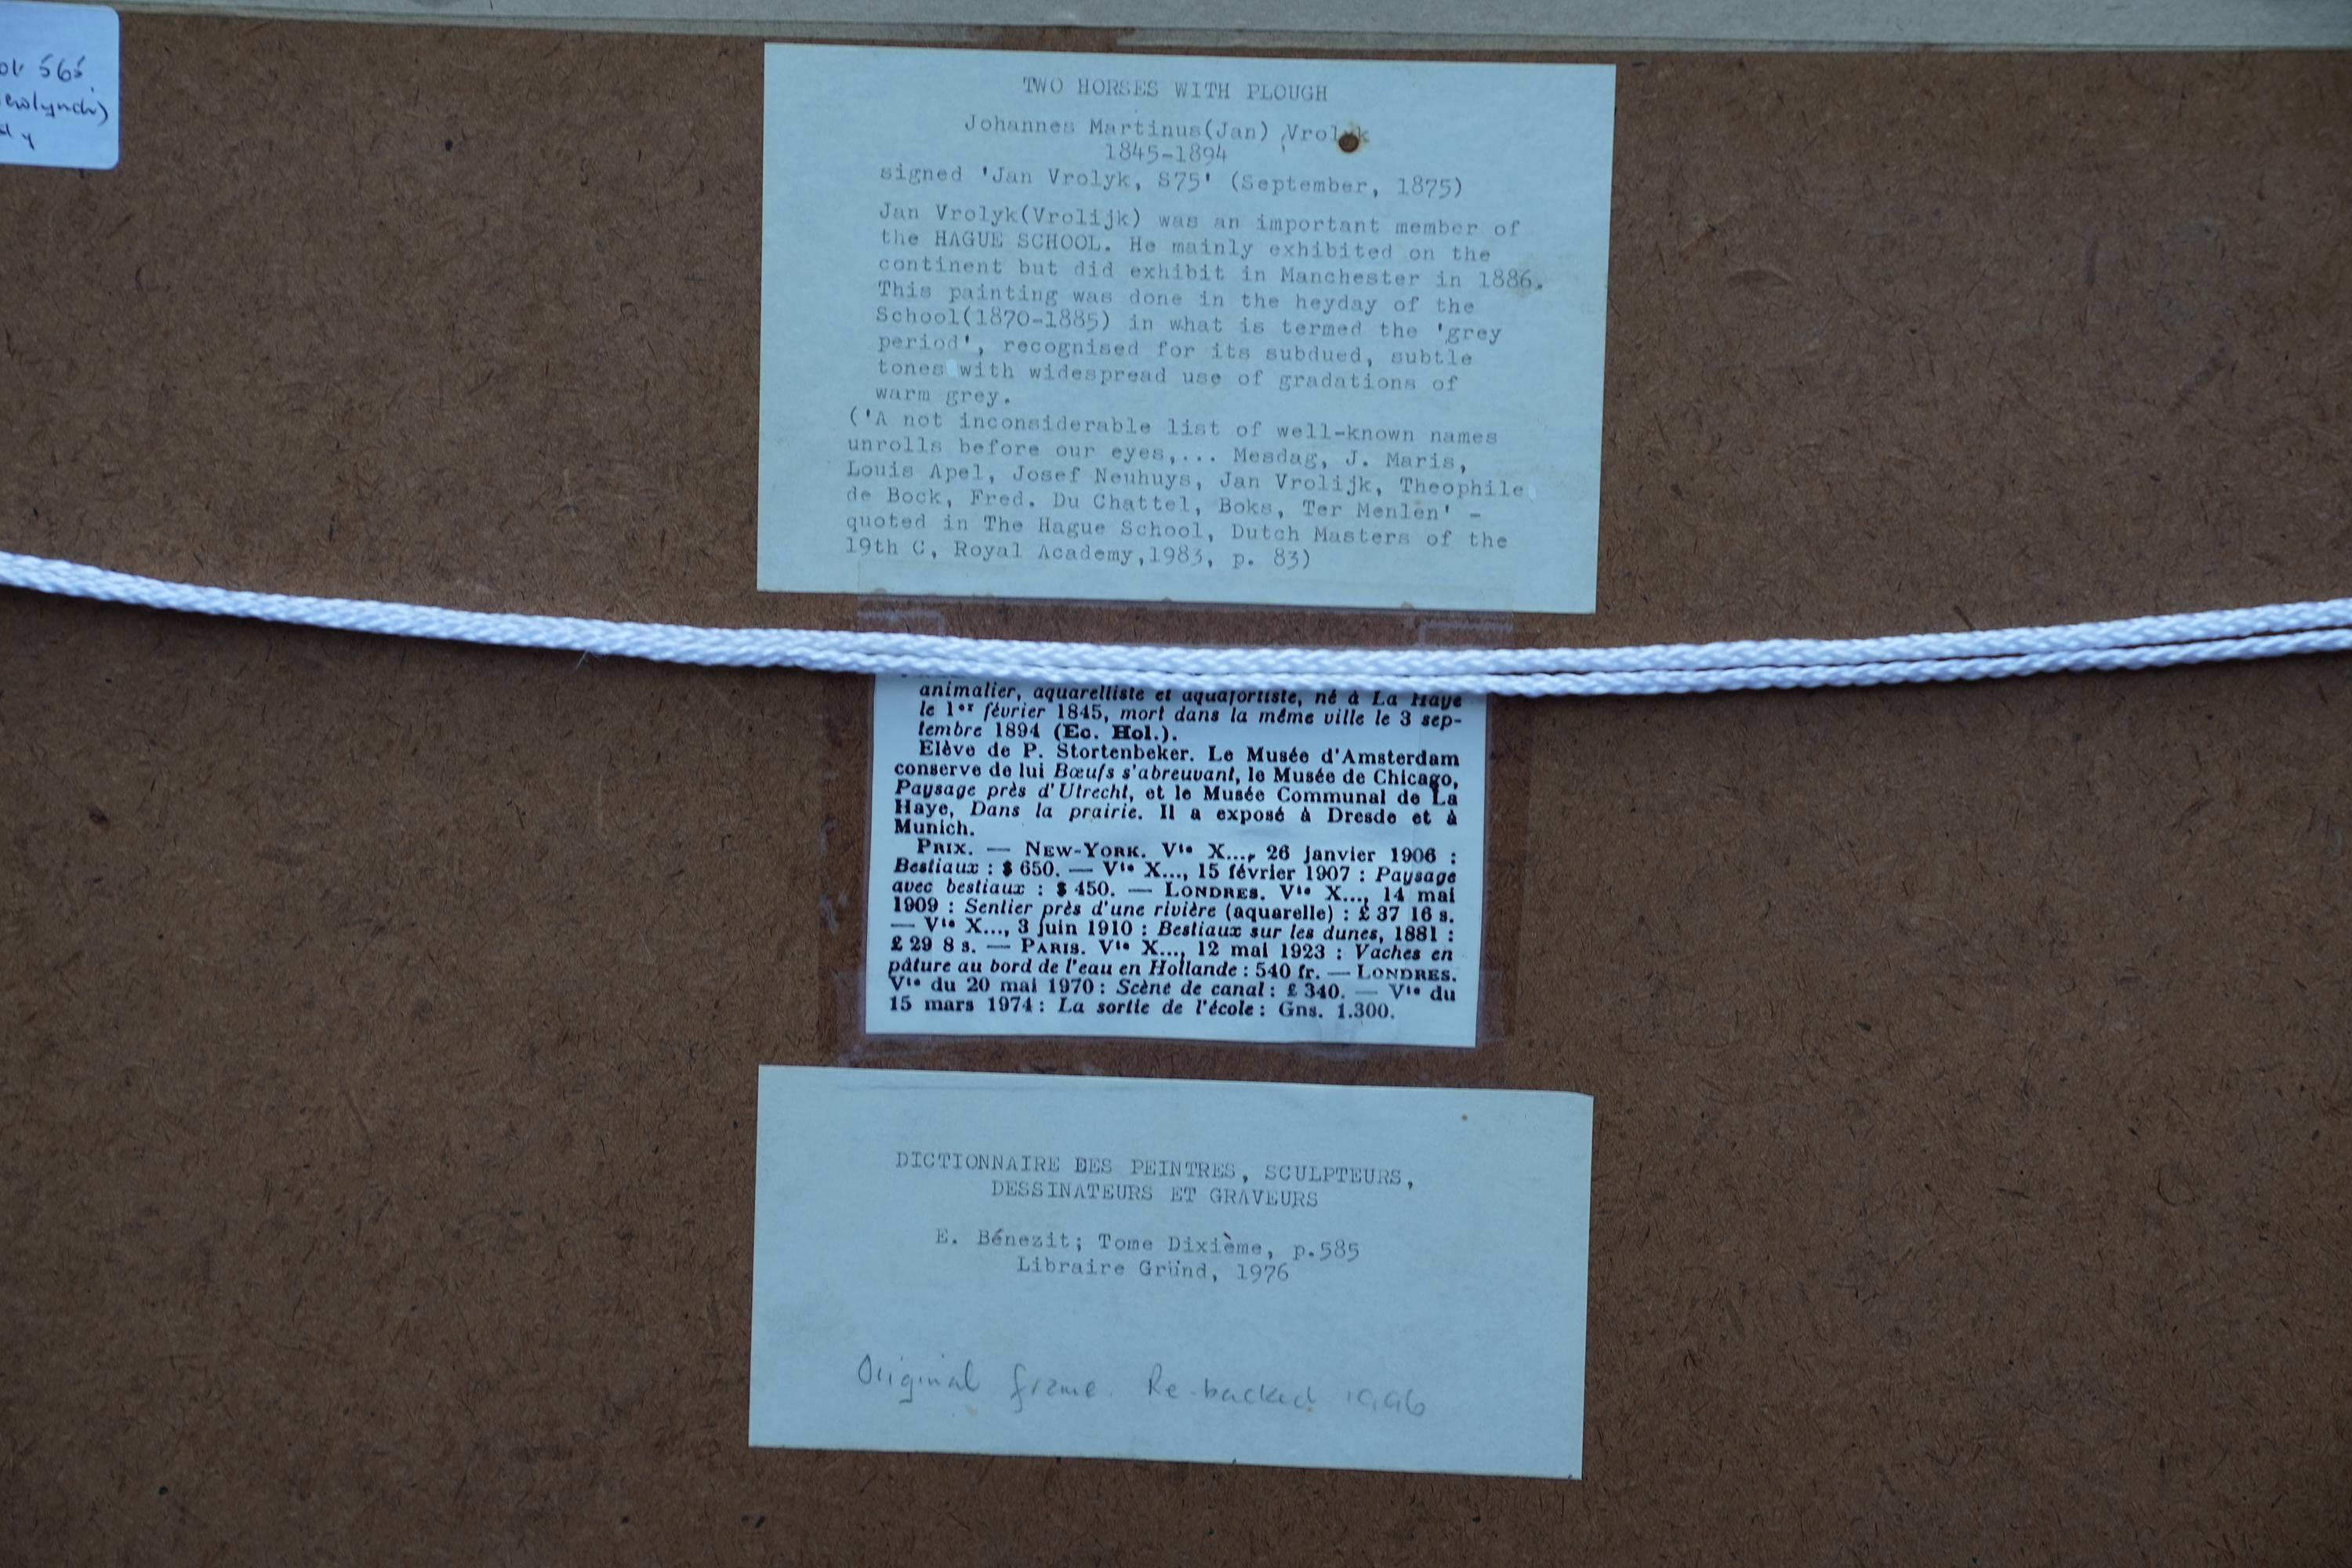 565
TWO HORSES WITH PLOUGH
Johannes Martinus(Jan) Vrolyk
1845-1894
signed 'Jan Vrolyk, S75' (September, 1875)
Jan Vrolyk(Vrolijk) was an important member of
the HAGUE SCHOOL. He mainly exhibited on the
continent but did exhibit in Manchester in 1886.
This painting was done in the heyday of the
School(1870-1885) in what is termed the 'grey
period', recognised for its subdued, subtle
tones with widespread use of gradations of
warm grey.
('A not inconsiderable list of well-known names
unrolls before our eyes,... Mesdag, J. Maris,
Louis Apel, Josef Neuhuys, Jan Vrolijk, Theophile
de Bock, Fred. Du Chattel, Boks, Ter Menlen' -
quoted in The Hague School, Dutch Masters of the
19th C, Royal Academy,1983, p. 83)
animalier, aquarelliste et aquafortiste, né à La Haye
le 1er février 1845, mort dans la même ville le 3 sep-
tembre 1894 (Ec. Hol.).
Elève de P. Stortenbeker. Le Musée d'Amsterdam
conserve de lui Bœufs s'abreuvant, le Musée de Chicago,
Paysage près d'Utrecht, et le Musée Communal de La
Haye, Dans la prairie. Il a exposé à Dresde et à
Munich.
PRIX. — NEW-YORK. Vte X..., 26 janvier 1906 :
Bestiaux : $ 650. — Vte X..., 15 février 1907 : Paysage
avec bestiaux : $ 450. — LONDRES. Vte X..., 14 mai
1909 : Sentier près d'une rivière (aquarelle) : £ 37 16 s.
— Vte X..., 3 juin 1910 : Bestiaux sur les dunes, 1881 :
£ 29 8 s. — PARIS. Vte X..., 12 mai 1923 : Vaches en
pâture au bord de l'eau en Hollande : 540 fr. — LONDRES.
Vte du 20 mai 1970 : Scène de canal : £ 340. — Vte du
15 mars 1974 : La sortie de l'école : Gns. 1.300.
DICTIONNAIRE DES PEINTRES, SCULPTEURS,
DESSINATEURS ET GRAVEURS
E. Bénezit; Tome Dixième, p.585
Libraire Gründ, 1976
Original frame. Re-backed 1996